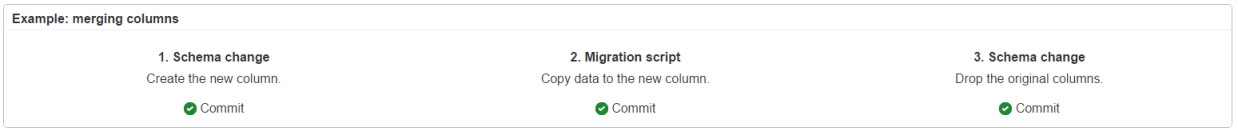 Example: merging columns
1. Schema change
Create the new column.
Commit
2. Migration script
Copy data to the new column.
Commit
3. Schema change
Drop the original columns.
Commit